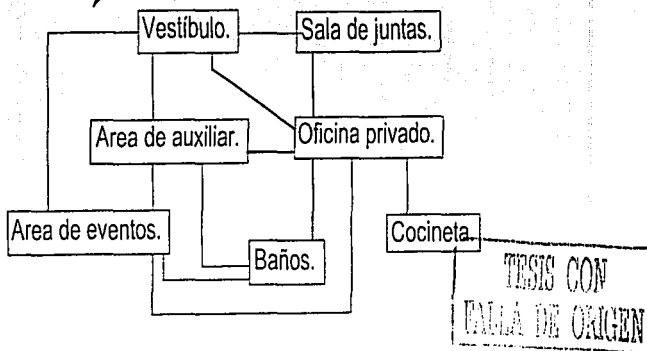 Vestíbulo.
Sala de juntas.
Area de auxiliar.
Oficina privado.
Area de eventos.
Baños.
Cocineta.
TESIS CON
FALLA DE ORIGEN